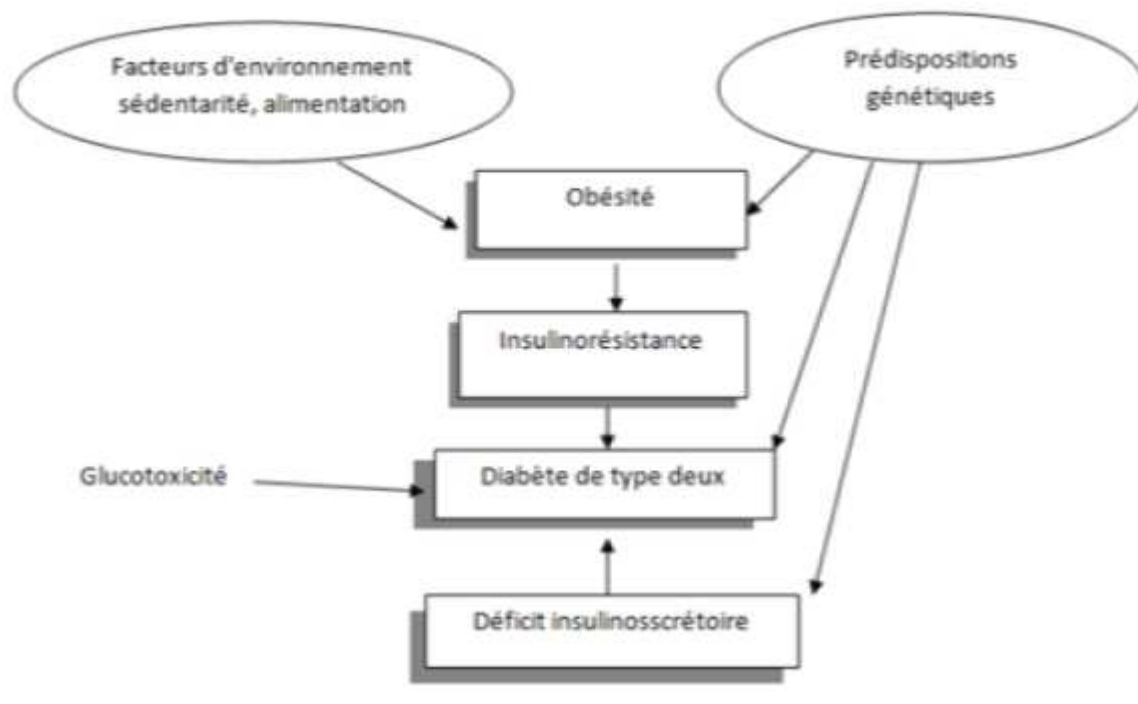 Facteurs d'environnement
sédentarité, alimentation
Prédispositions
génétiques
Obésité
Insulinorésistance
Glucotoxicité
Diabète de type deux
Déficit insulinosscrétoire